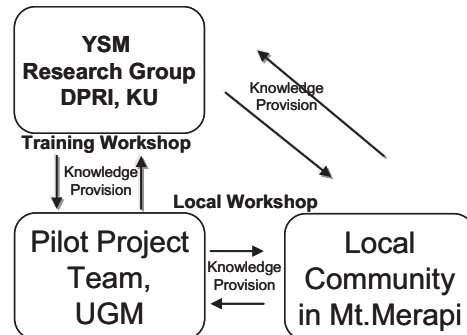 YSM
Research Group
DPRI, KU
Knowledge
Provision
Training Workshop
Knowledge
Provision
Local Workshop
Pilot Project
Team,
UGM
Knowledge
Provision
Local
Community
in Mt.Merapi